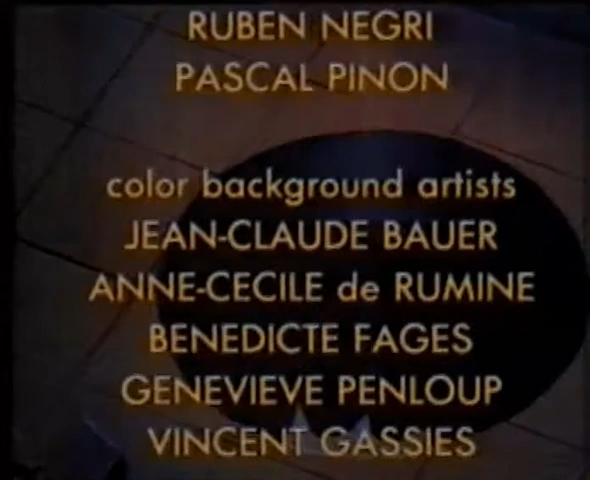 RUBEN NEGRI
PASCAL PINON
color background artists
JEAN-CLAUDE BAUER
ANNE-CECILE de RUMINE
BENEDICTE FAGES
GENEVIEVE PENLOUP
VINCENT GASSIES